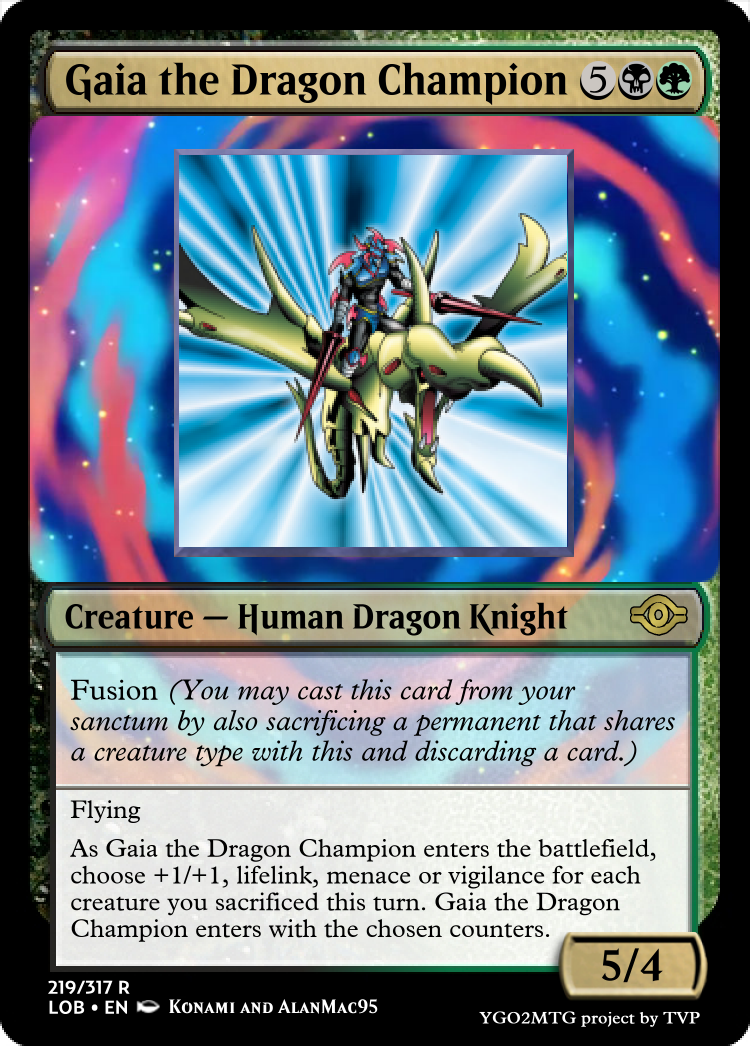 Gaia the Dragon Champion 5
Creature — Human Dragon Knight
Fusion (You may cast this card from your
sanctum by also sacrificing a permanent that shares
a creature type with this and discarding a card.)
Flying
As Gaia the Dragon Champion enters the battlefield,
choose +1/+1, lifelink, menace or vigilance for each
creature you sacrificed this turn. Gaia the Dragon
Champion enters with the chosen counters.
5/4
219/317 R
LOB • EN Konami and AlanMac95
YGO2MTG project by TVP